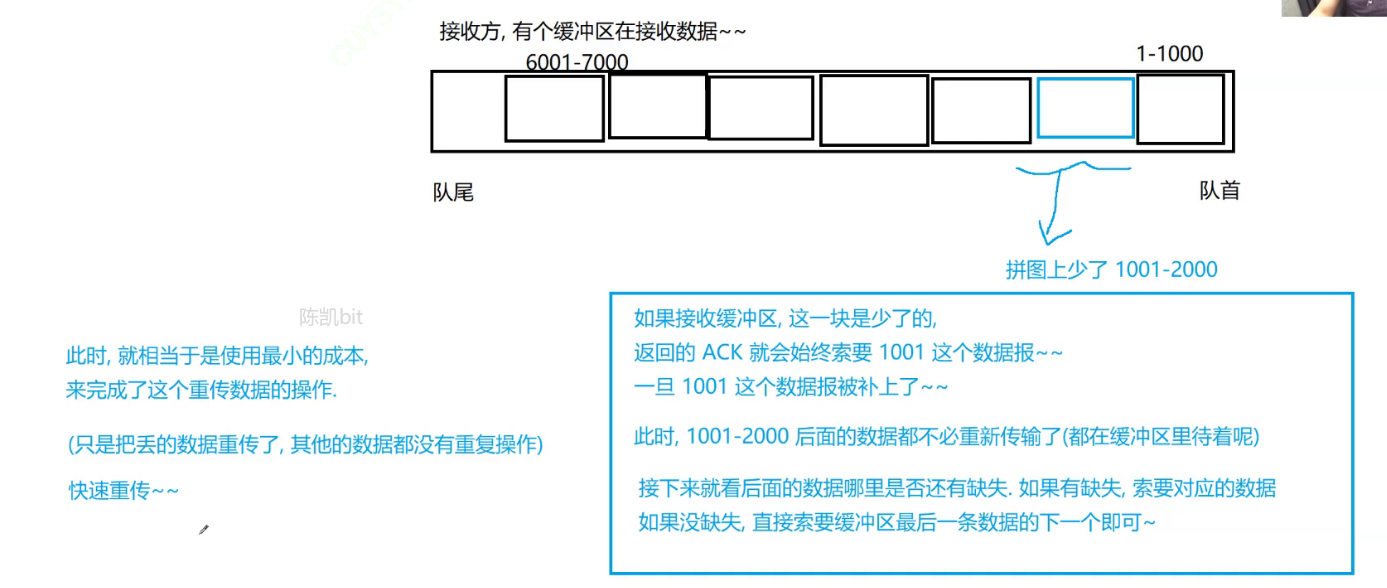 接收方, 有个缓冲区在接收数据~~
6001-7000
1-1000
队尾
队首
拼图上少了 1001-2000
陈凯bit
此时, 就相当于是使用最小的成本,
来完成了这个重传数据的操作.
(只是把丢的数据重传了, 其他的数据都没有重复操作)
快速重传~~
如果接收缓冲区, 这一块是少了的,
返回的 ACK 就会始终索要 1001 这个数据报~~
一旦 1001 这个数据报被补上了~~
此时, 1001-2000 后面的数据都不必重新传输了(都在缓冲区里待着呢)
接下来就看后面的数据哪里是否还有缺失. 如果有缺失, 索要对应的数据
如果没缺失, 直接索要缓冲区最后一条数据的下一个即可~